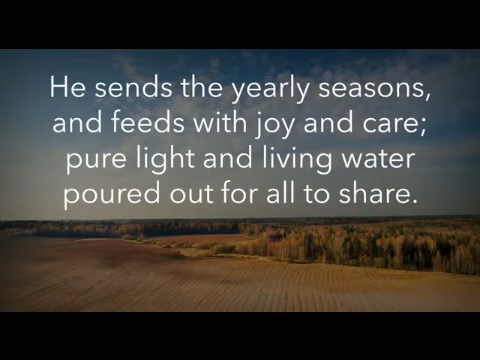 He sends the yearly seasons,
and feeds with joy and care;
pure light and living water
poured out for all to share.